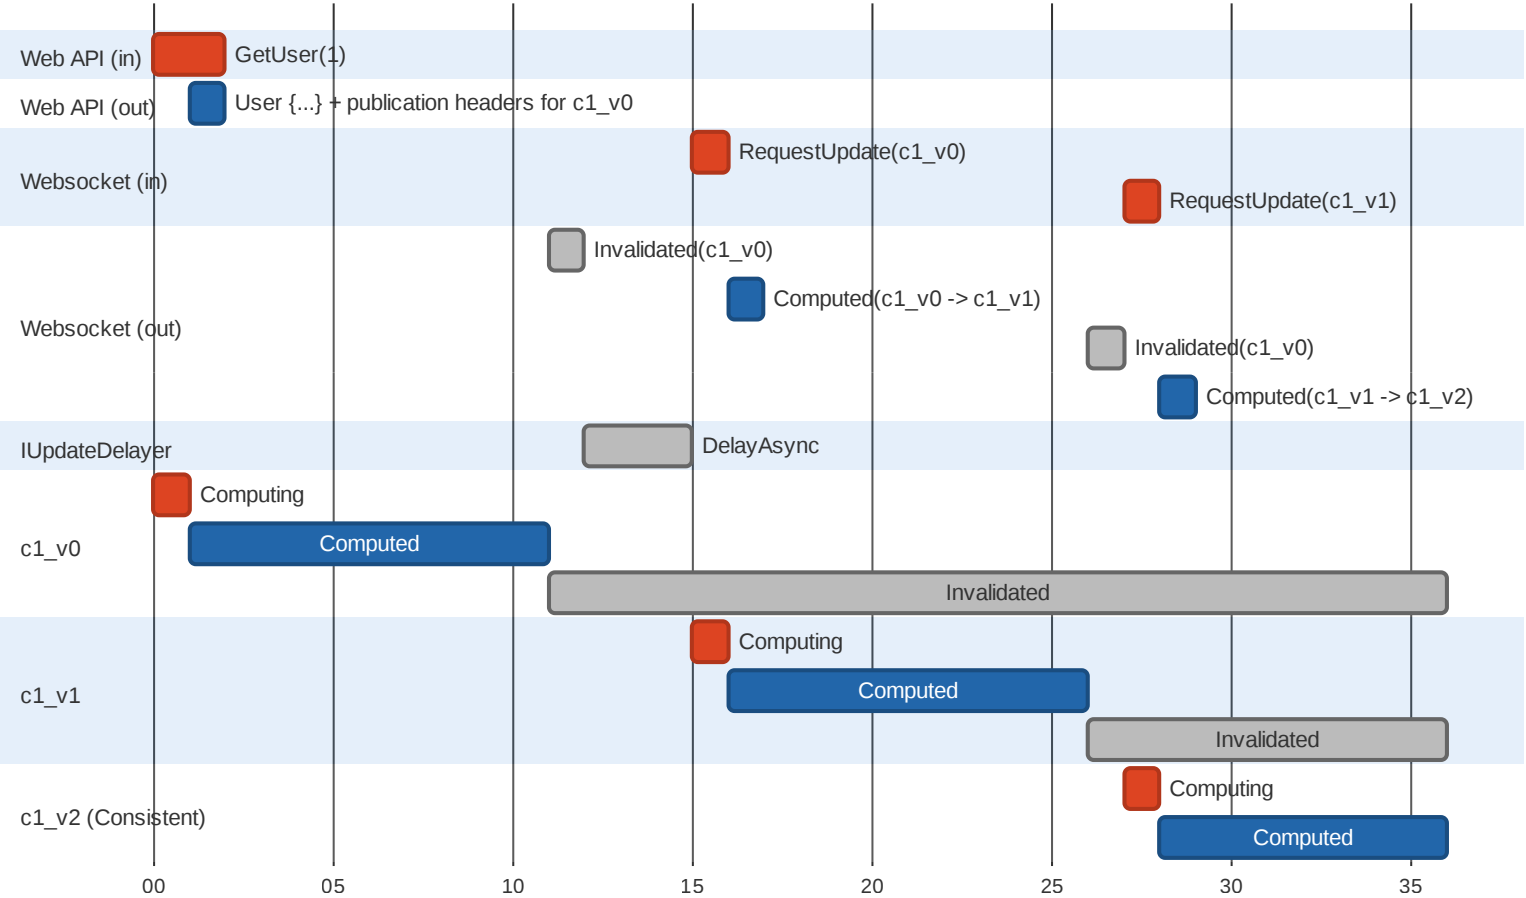 Web API (in)
GetUser(1)
Web API (out)
User {...} + publication headers for c1_v0
Websocket (in)
RequestUpdate(c1_v0)
RequestUpdate(c1_v1)
Websocket (out)
Invalidated(c1_v0)
Computed(c1_v0 -> c1_v1)
Invalidated(c1_v0)
Computed(c1_v1 -> c1_v2)
IUpdateDelayer
DelayAsync
c1_v0
Computing
Computed
Invalidated
c1_v1
Computing
Computed
Invalidated
c1_v2 (Consistent)
Computing
Computed
00 05 10 15 20 25 30 35